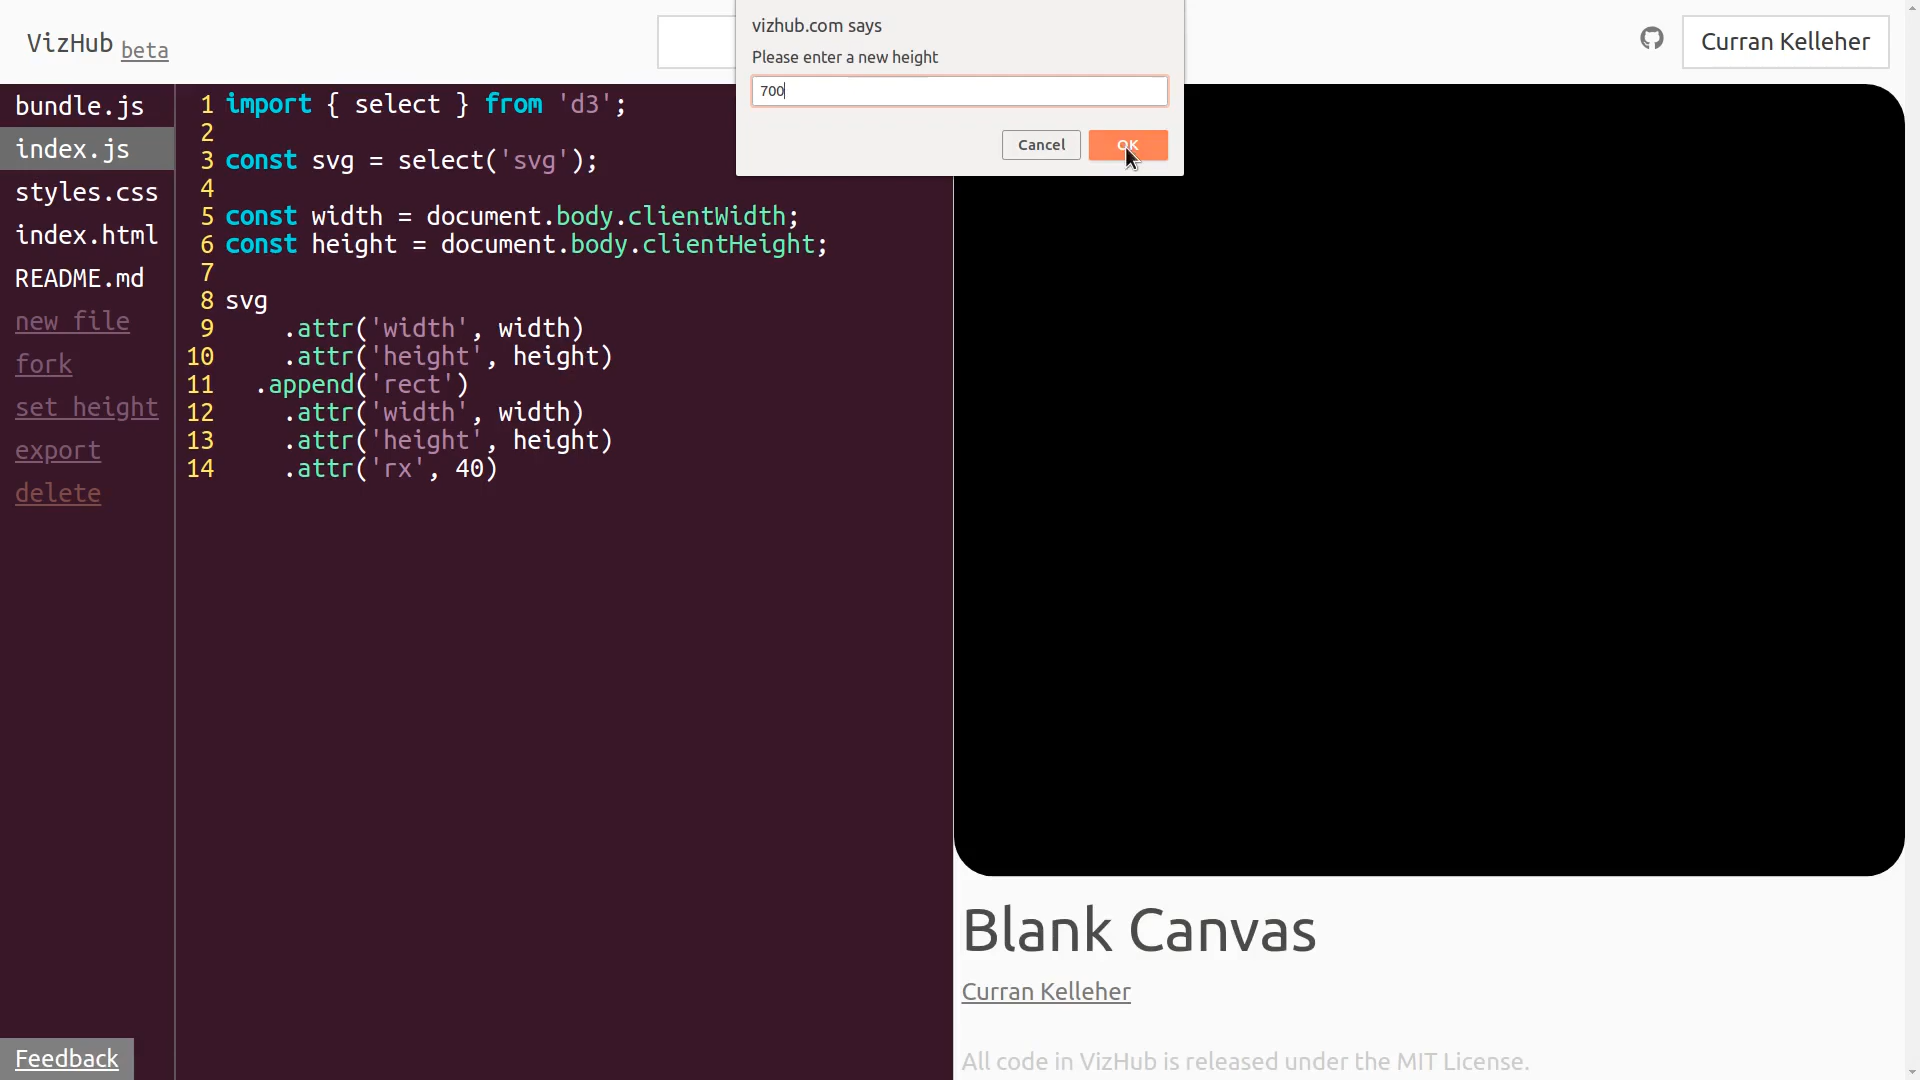 VizHub beta
vizhub.com says
Please enter a new height
700
Cancel
OK
Curran Kelleher
bundle.js
index.js
styles.css
index.html
README.md
new file
fork
set height
export
delete
1 import { select } from 'd3';
2
3 const svg = select('svg');
4
5 const width = document.body.clientWidth;
6 const height = document.body.clientHeight;
7
8 svg
9     .attr('width', width)
10     .attr('height', height)
11   .append('rect')
12     .attr('width', width)
13     .attr('height', height)
14     .attr('rx', 40)
Blank Canvas
Curran Kelleher
All code in VizHub is released under the MIT License.
Feedback